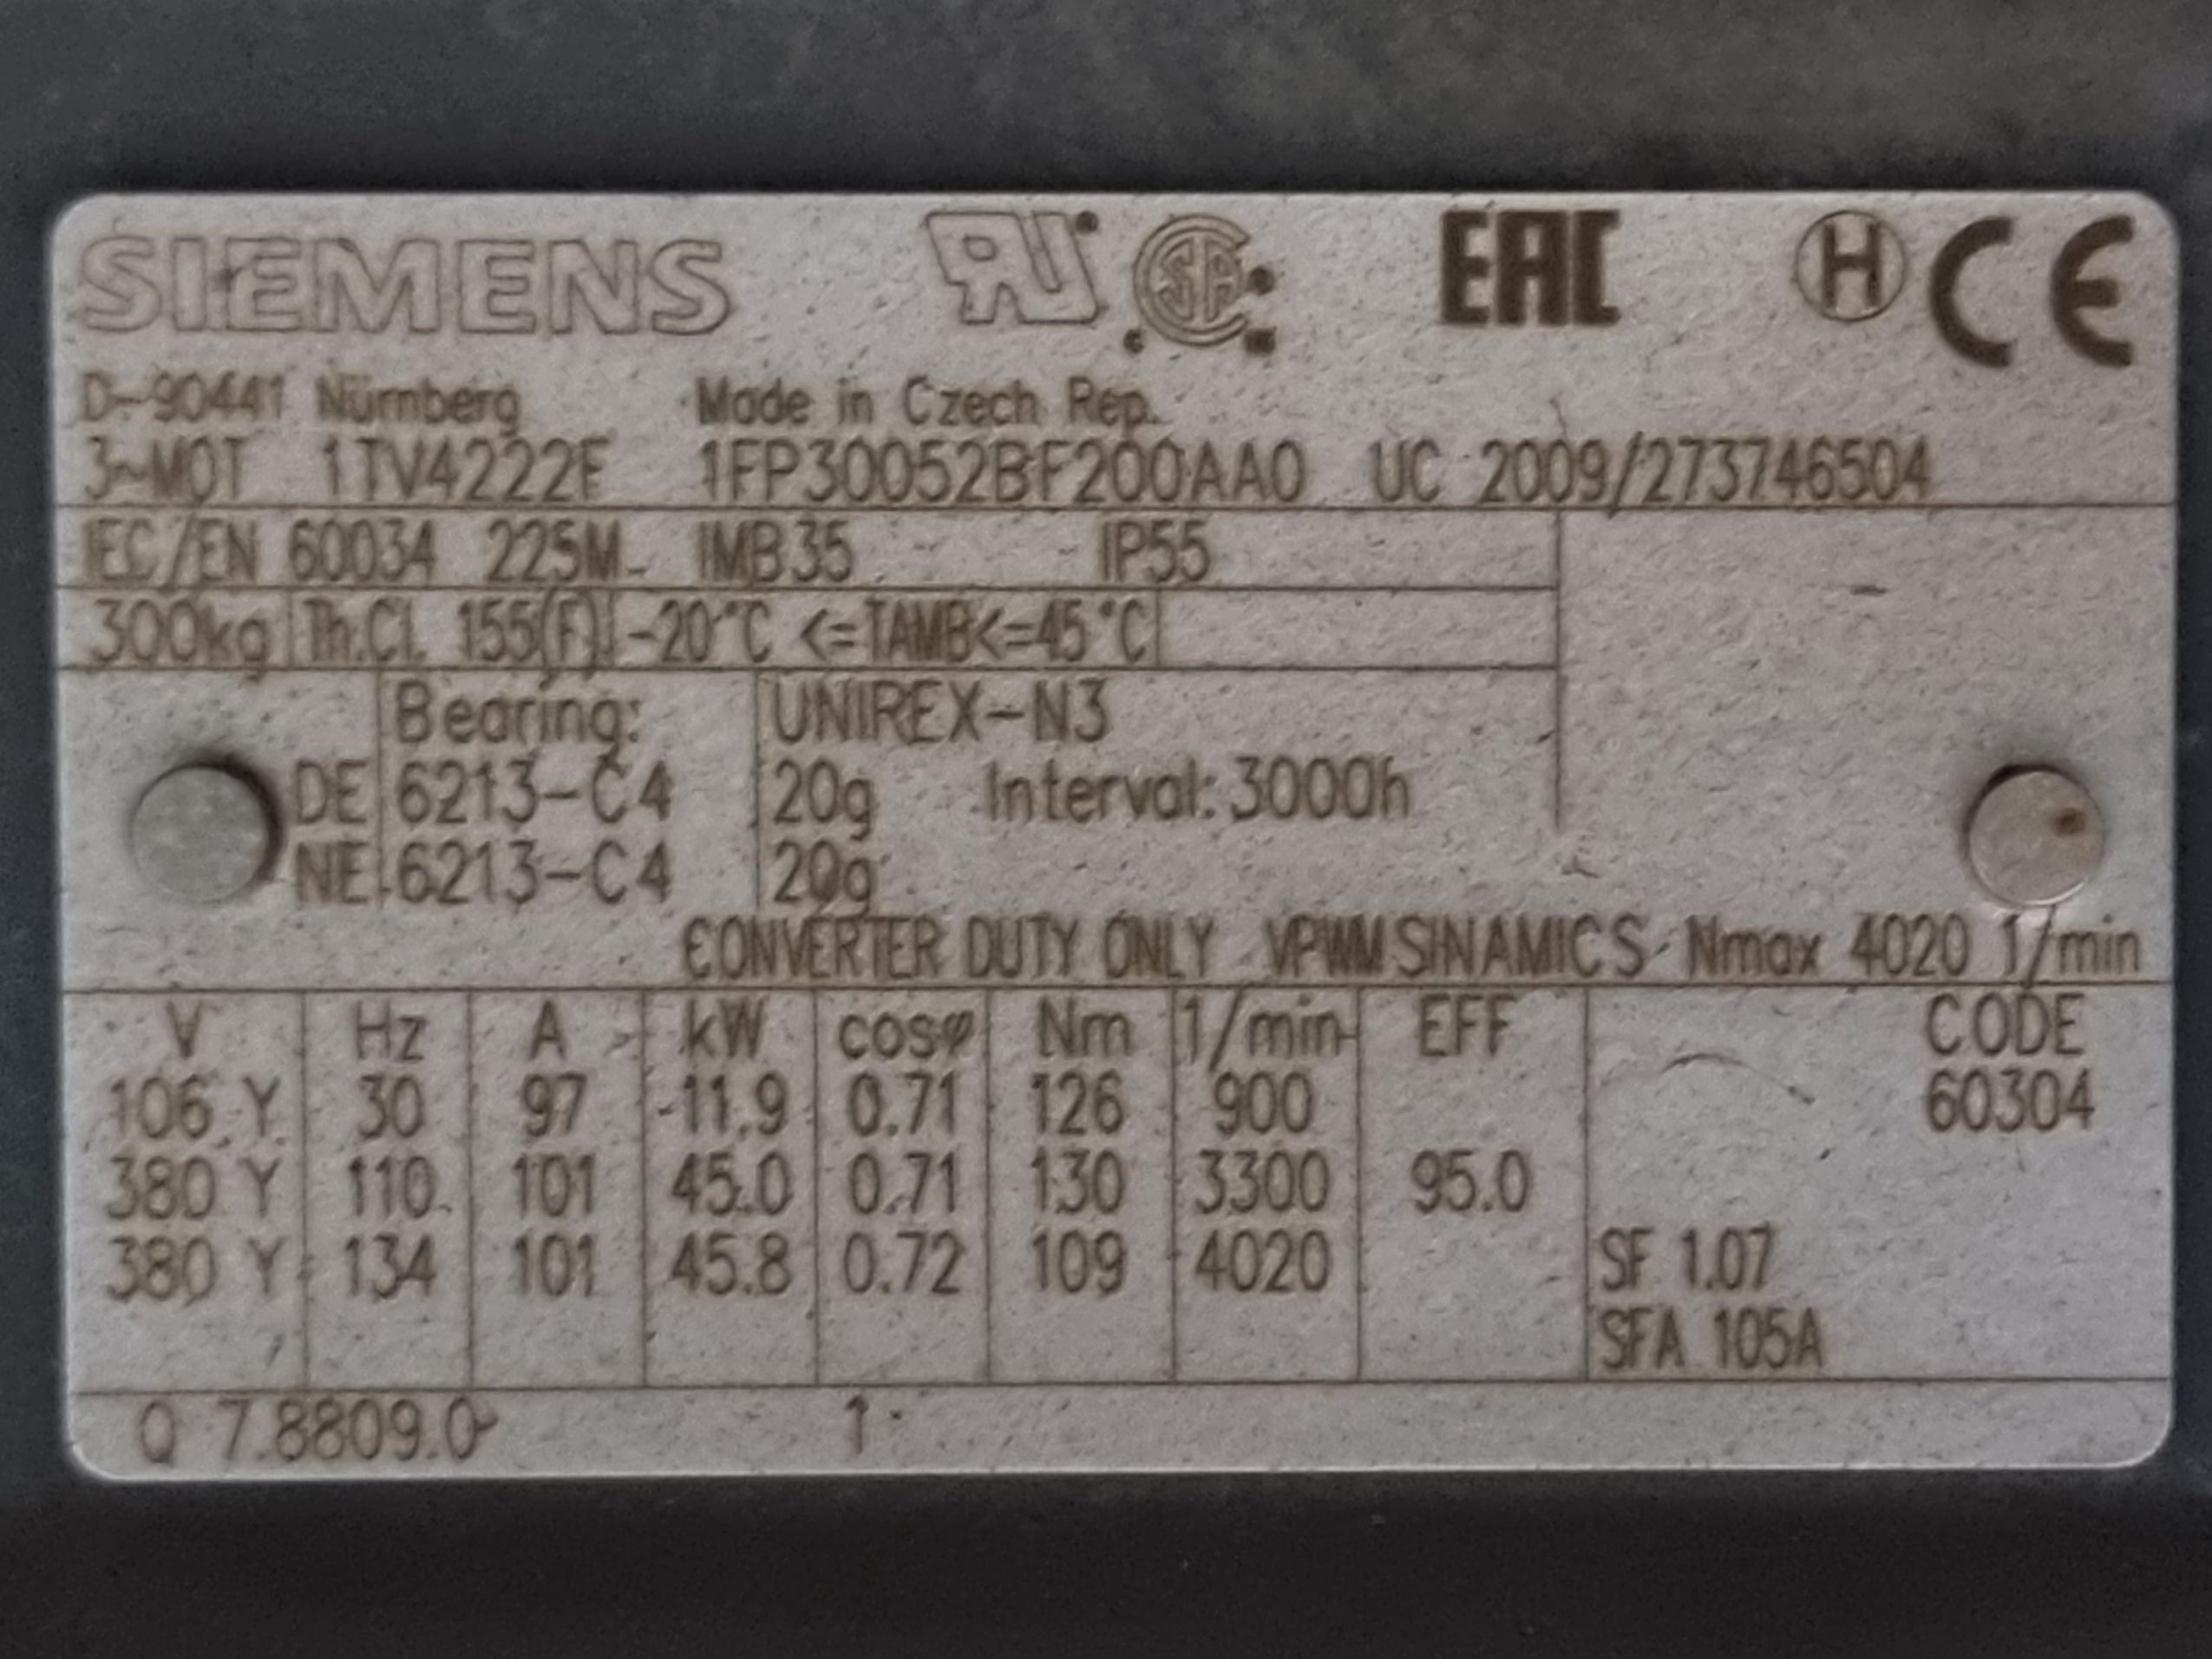 SIEMENS RU CSA EAC H CE
c us
D-90441 Nürnberg Made in Czech Rep.
3~MOT 1TV4222F 1FP30052BF200AA0 UC 2009/273746504
IEC/EN 60034 225M IMB35 IP55
300kg Th.Cl. 155(F) -20°C <=TAMB<=45°C
Bearing: UNIREX-N3
DE 6213-C4 20g Interval: 3000h
NE 6213-C4 20g
CONVERTER DUTY ONLY VPWM SINAMICS Nmax 4020 1/min
V Hz A kW cosφ Nm 1/min EFF CODE
106 Y 30 97 11.9 0.71 126 900 60304
380 Y 110 101 45.0 0.71 130 3300 95.0
380 Y 134 101 45.8 0.72 109 4020 SF 1.07
SFA 105A
Q 7.8809.0 1